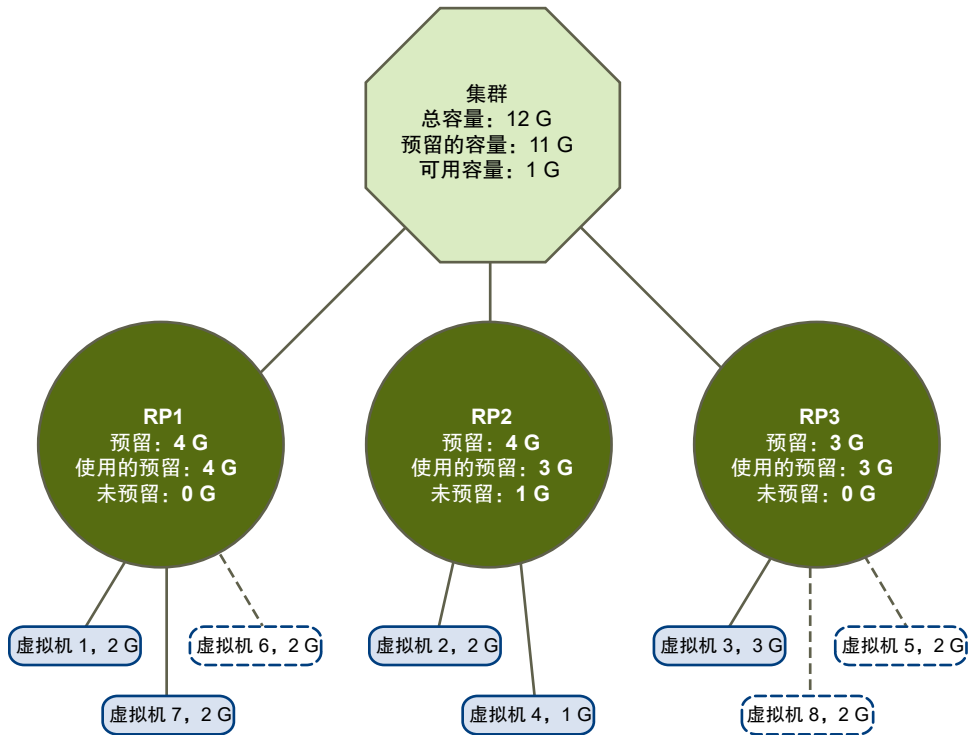 集群
总容量：12 G
预留的容量：11 G
可用容量：1 G
RP1
预留：4 G
使用的预留：4 G
未预留：0 G
RP2
预留：4 G
使用的预留：3 G
未预留：1 G
RP3
预留：3 G
使用的预留：3 G
未预留：0 G
虚拟机 1，2 G
虚拟机 6，2 G
虚拟机 2，2 G
虚拟机 3，3 G
虚拟机 5，2 G
虚拟机 7，2 G
虚拟机 4，1 G
虚拟机 8，2 G